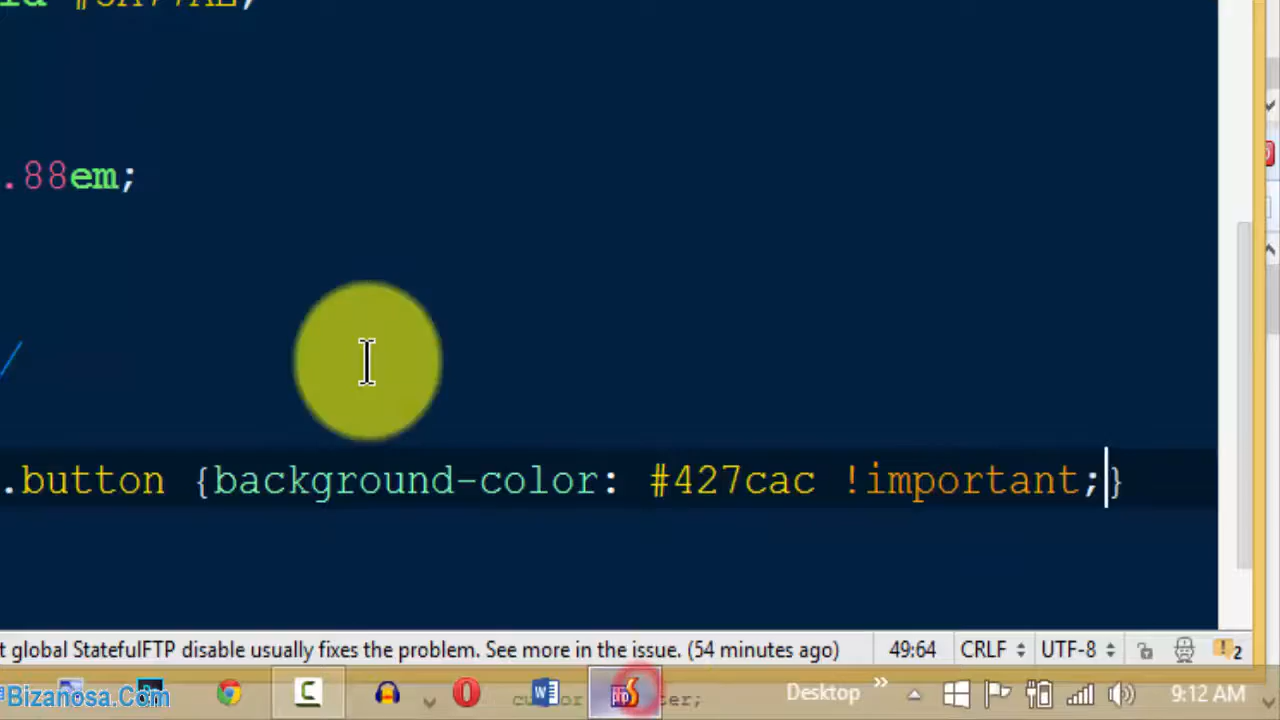 .88em;
/
.button {background-color: #427cac !important;}
t global StatefulFTP disable usually fixes the problem. See more in the issue. (54 minutes ago) 49:64 CRLF UTF-8 2
Bizanosa.Com Desktop » 9:12 AM